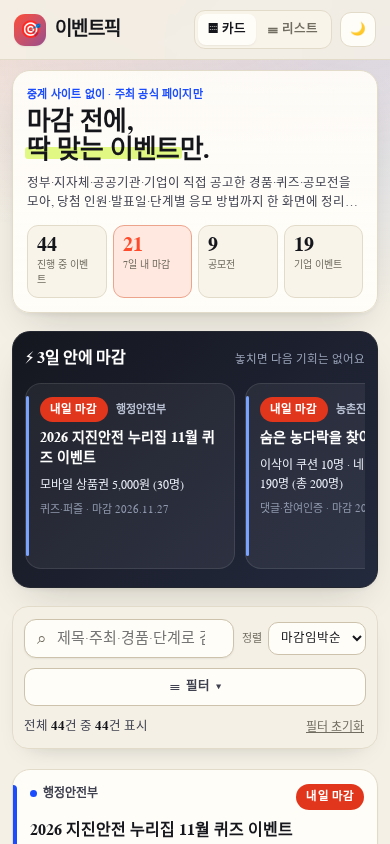 이벤트픽
카드
리스트
중계 사이트 없이 · 주최 공식 페이지만
마감 전에,
딱 맞는 이벤트만.
정부·지자체·공공기관·기업이 직접 공고한 경품·퀴즈·공모전을
모아, 당첨 인원·발표일·단계별 응모 방법까지 한 화면에 정리…
44
진행 중 이벤
트
21
7일 내 마감
9
공모전
19
기업 이벤트
⚡ 3일 안에 마감
놓치면 다음 기회는 없어요
내일 마감 행정안전부
2026 지진안전 누리집 11월 퀴
즈 이벤트
모바일 상품권 5,000원 (30명)
퀴즈·퍼즐 · 마감 2026.11.27
내일 마감 농촌진
숨은 농다락을 찾아
이삭이 쿠션 10명 · 네
190명 (총 200명)
댓글·참여인증 · 마감 20
제목·주최·경품·단계로 검
정렬
마감임박순
필터 ▾
전체 44건 중 44건 표시
필터 초기화
행정안전부
내일 마감
2026 지진안전 누리집 11월 퀴즈 이벤트